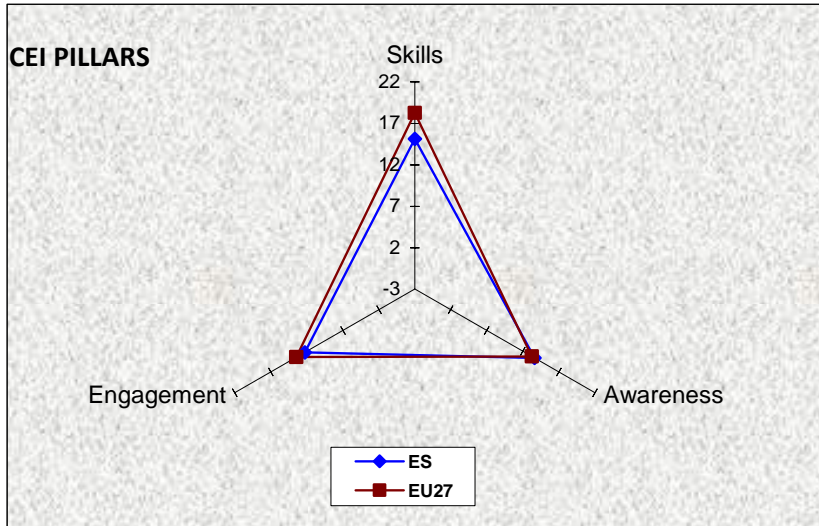 CEI PILLARS
Skills
22
17
12
7
2
-3
Engagement
Awareness
ES
EU27